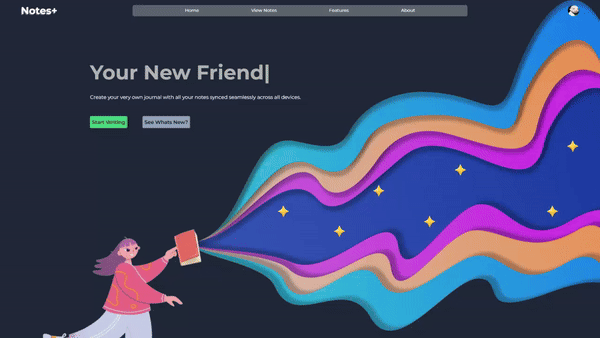 Notes+
Home View Notes Features About
Your New Friend|
Create your very own journal with all your notes synced seamlessly across all devices.
Start Writing See Whats New?